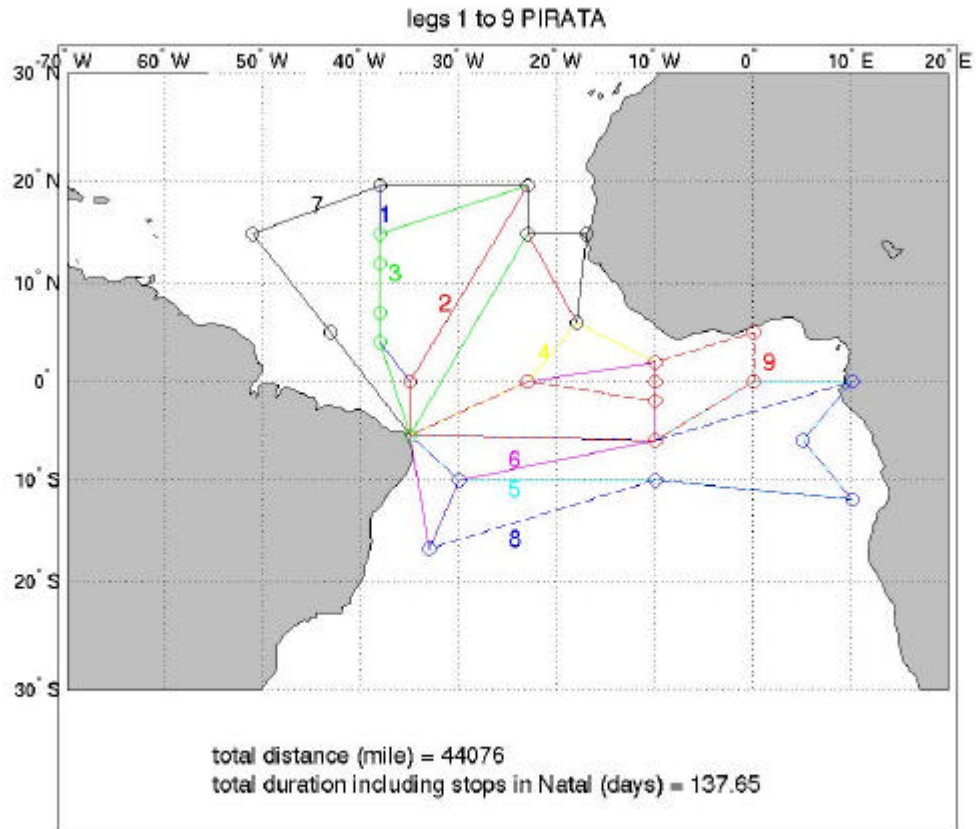 legs 1 to 9 PIRATA
-70° W 60° W 50° W 40° W 30° W 20° W 10° W 0° 10° E 20° E
30° N
20° N
7
1
3
10° N
2
4
9
0°
6
10° S
5
8
20° S
30° S
total distance (mile) = 44076
total duration including stops in Natal (days) = 137.65